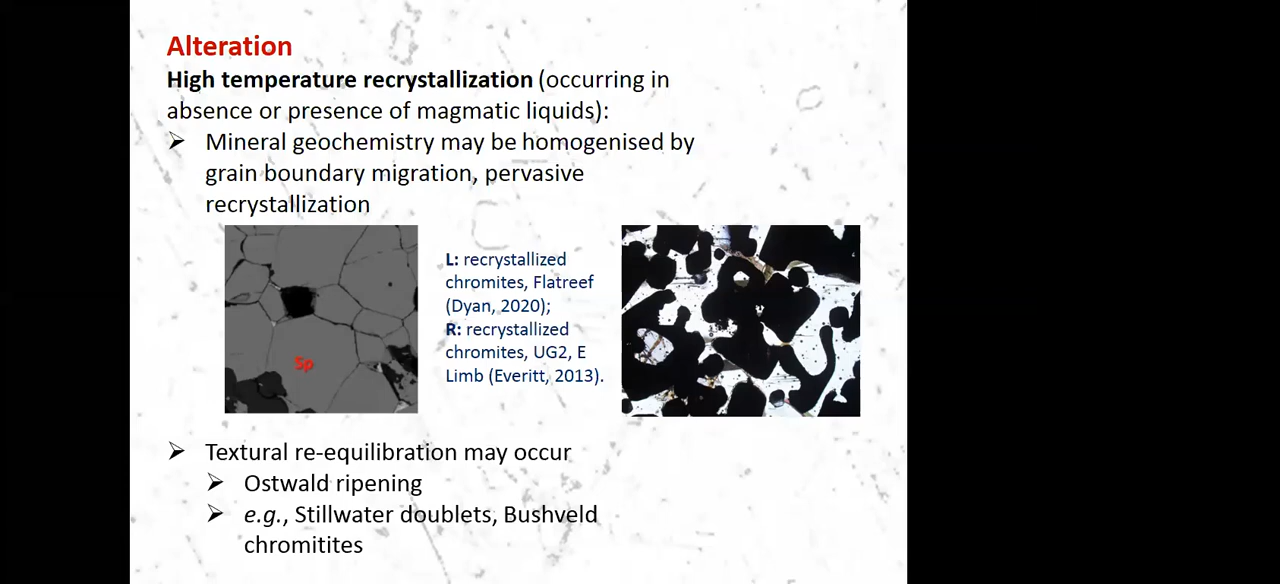 Alteration
High temperature recrystallization (occurring in
absence or presence of magmatic liquids):
➢ Mineral geochemistry may be homogenised by
grain boundary migration, pervasive
recrystallization
Sp
L: recrystallized
chromites, Flatreef
(Dyan, 2020);
R: recrystallized
chromites, UG2, E
Limb (Everitt, 2013).
➢ Textural re-equilibration may occur
➢ Ostwald ripening
➢ e.g., Stillwater doublets, Bushveld
chromitites